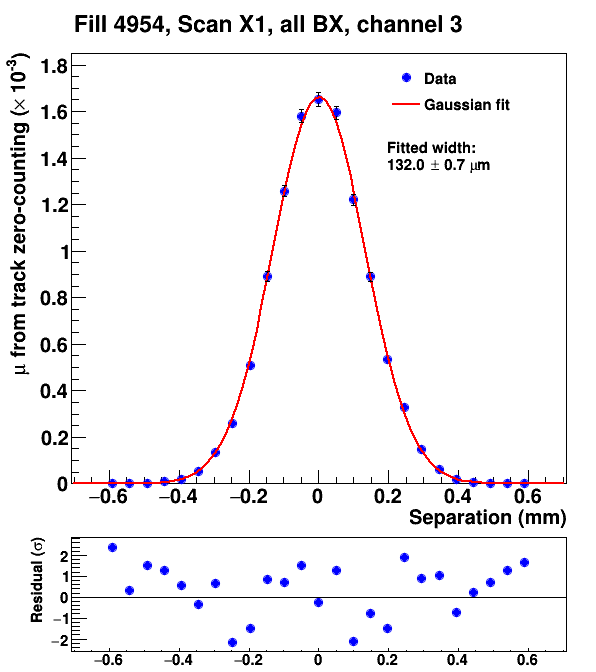 Fill 4954, Scan X1, all BX, channel 3
μ from track zero-counting (× 10⁻³)
1.8
1.6
1.4
1.2
1
0.8
0.6
0.4
0.2
0
Data
Gaussian fit
Fitted width:
132.0 ± 0.7 μm
−0.6 −0.4 −0.2 0 0.2 0.4 0.6
Separation (mm)
Residual (σ)
2
1
0
−1
−2
−0.6 −0.4 −0.2 0 0.2 0.4 0.6